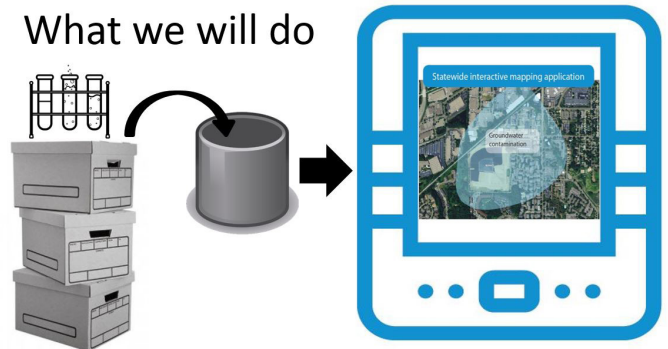 What we will do
Statewide interactive mapping application
Groundwater
contamination